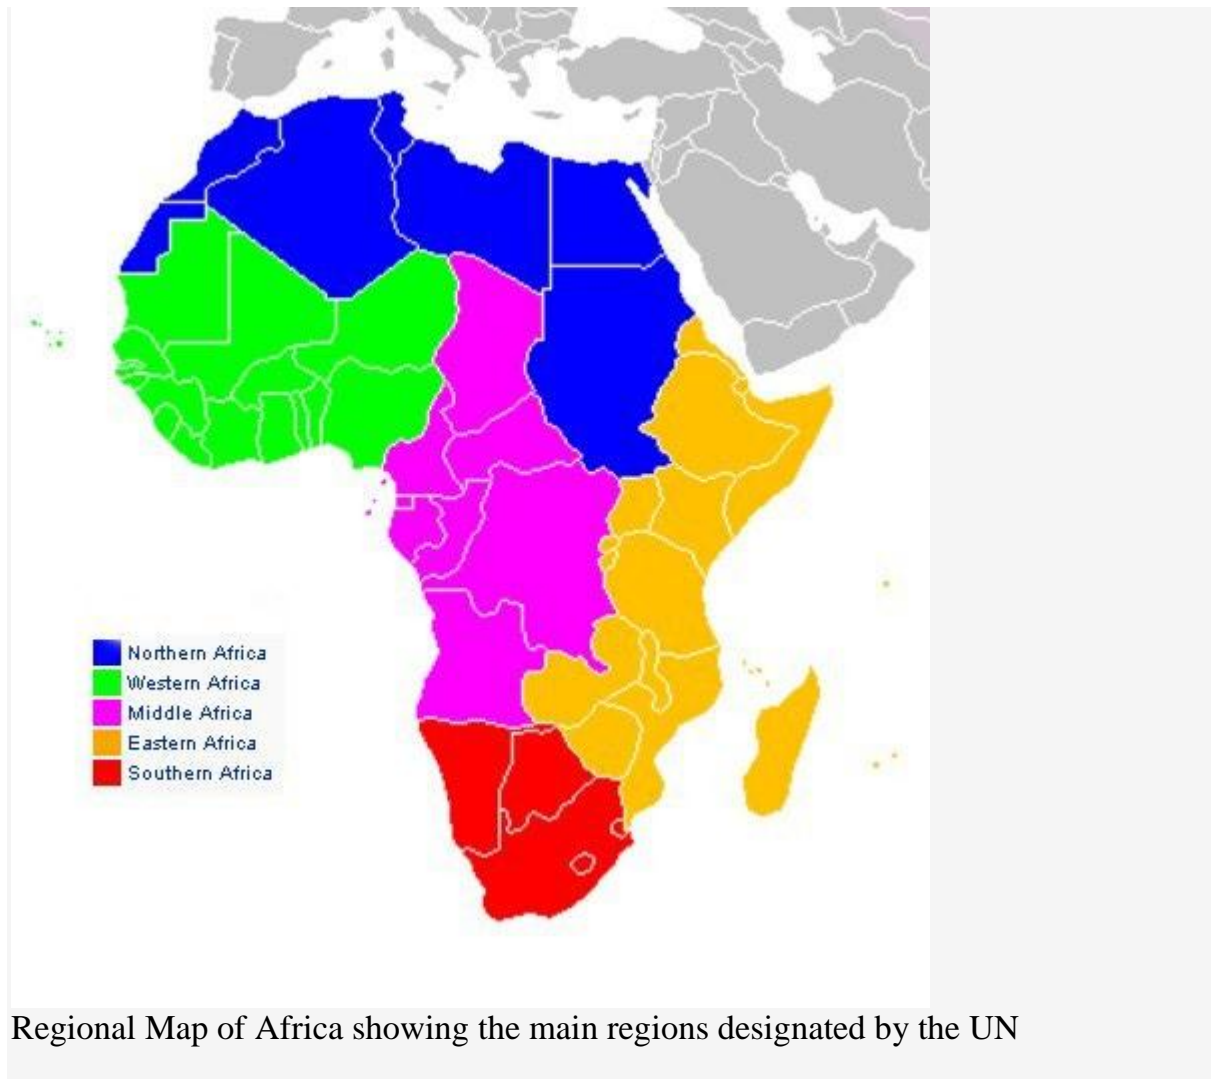 Northern Africa
Western Africa
Middle Africa
Eastern Africa
Southern Africa
Regional Map of Africa showing the main regions designated by the UN